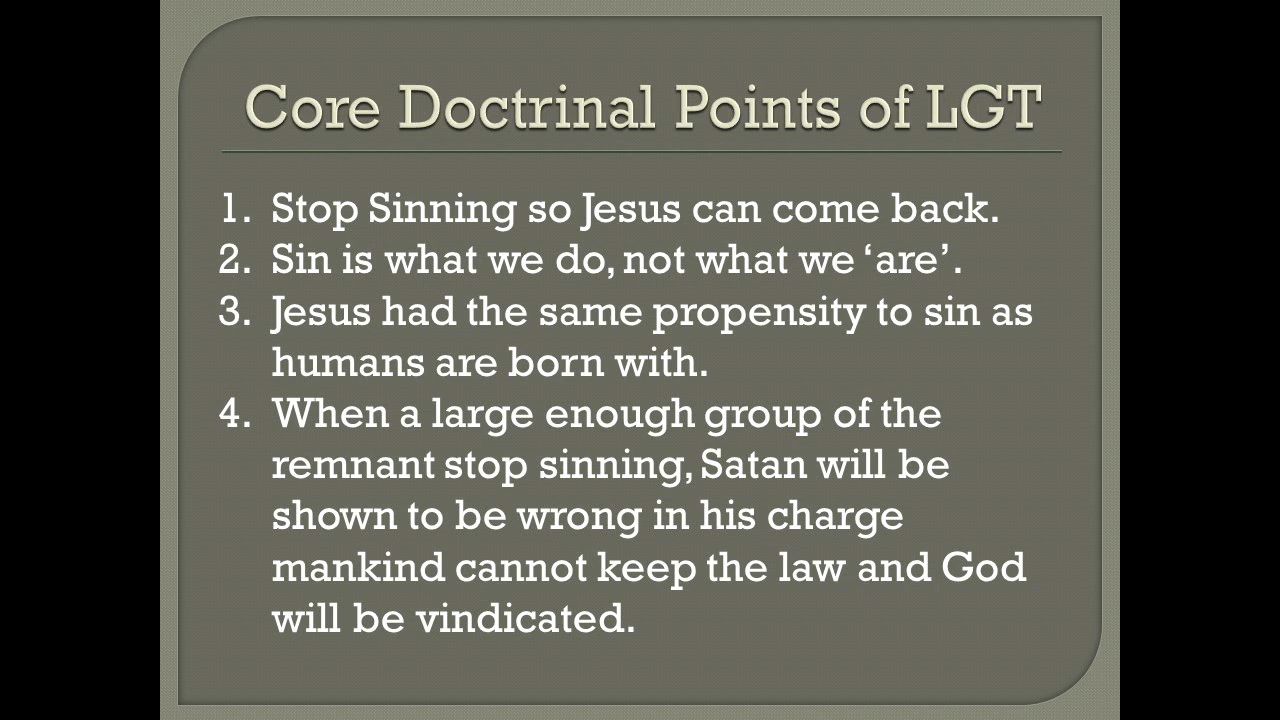 Core Doctrinal Points of LGT
1. Stop Sinning so Jesus can come back.
2. Sin is what we do, not what we ‘are’.
3. Jesus had the same propensity to sin as
humans are born with.
4. When a large enough group of the
remnant stop sinning, Satan will be
shown to be wrong in his charge
mankind cannot keep the law and God
will be vindicated.